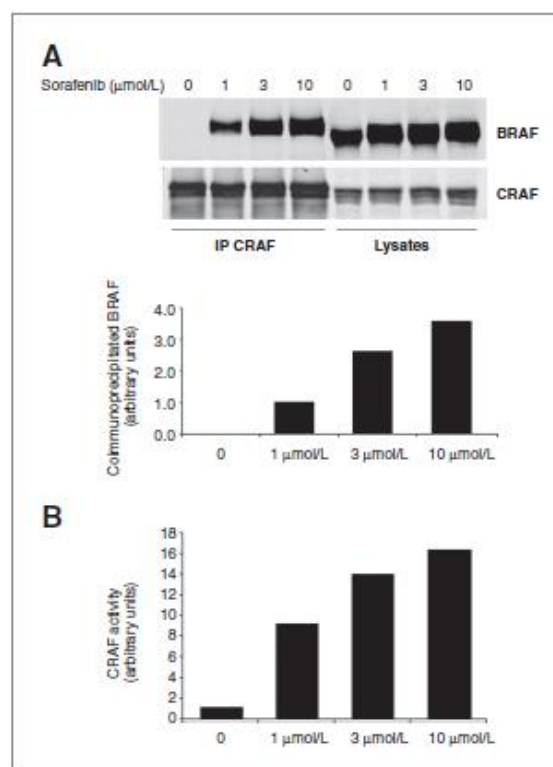 A
Sorafenib (μmol/L) 0 1 3 10 0 1 3 10
BRAF
CRAF
IP CRAF Lysates
Coimmunoprecipitated BRAF
(arbitrary units)
4.0
3.0
2.0
1.0
0.0
0 1 μmol/L 3 μmol/L 10 μmol/L
B
CRAF activity
(arbitrary units)
18
16
14
12
10
8
6
4
2
0
0 1 μmol/L 3 μmol/L 10 μmol/L